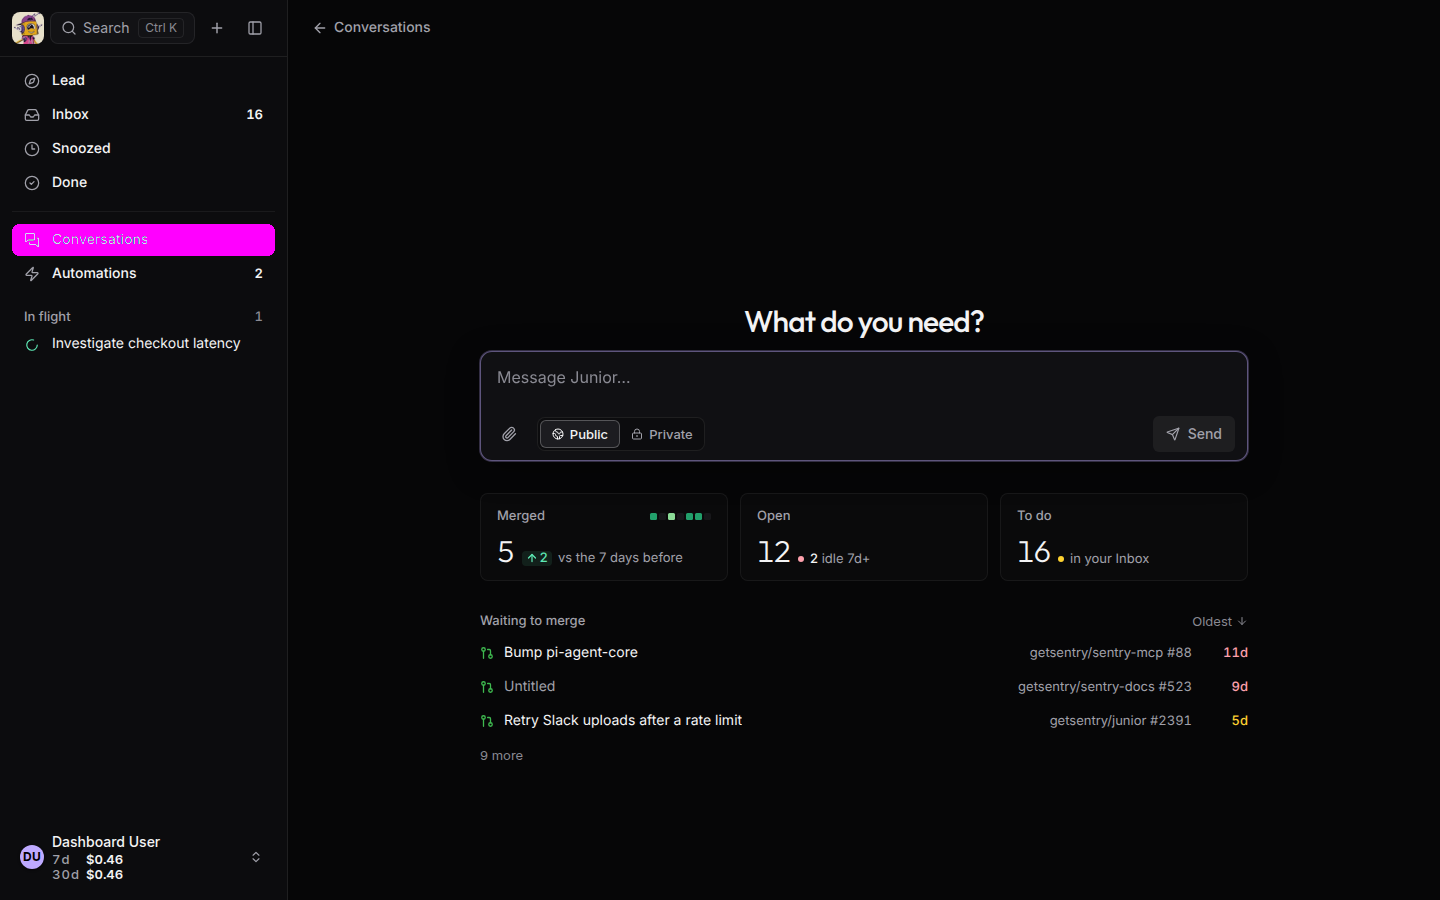 Search Ctrl K
Conversations
Lead
Inbox 16
Snoozed
Done
Conversations
Automations 2
In flight 1
Investigate checkout latency
What do you need?
Message Junior...
Public Private Send
Merged
5 2 vs the 7 days before
Open
12 2 idle 7d+
To do
16 in your Inbox
Waiting to merge Oldest
Bump pi-agent-core getsentry/sentry-mcp #88 11d
Untitled getsentry/sentry-docs #523 9d
Retry Slack uploads after a rate limit getsentry/junior #2391 5d
9 more
DU
Dashboard User
7d $0.46
30d $0.46